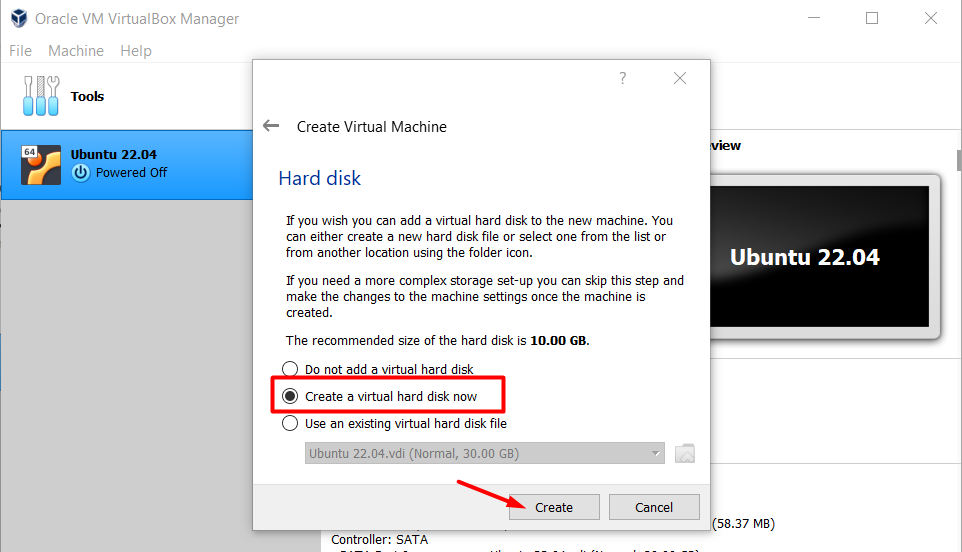 Oracle VM VirtualBox Manager
File Machine Help
Tools
64
Ubuntu 22.04
Powered Off
?
Create Virtual Machine
Hard disk
If you wish you can add a virtual hard disk to the new machine. You
can either create a new hard disk file or select one from the list or
from another location using the folder icon.
If you need a more complex storage set-up you can skip this step and
make the changes to the machine settings once the machine is
created.
The recommended size of the hard disk is 10.00 GB.
Do not add a virtual hard disk
Create a virtual hard disk now
Use an existing virtual hard disk file
Ubuntu 22.04.vdi (Normal, 30.00 GB)
Create Cancel
eview
Ubuntu 22.04
(58.37 MB)
Controller: SATA